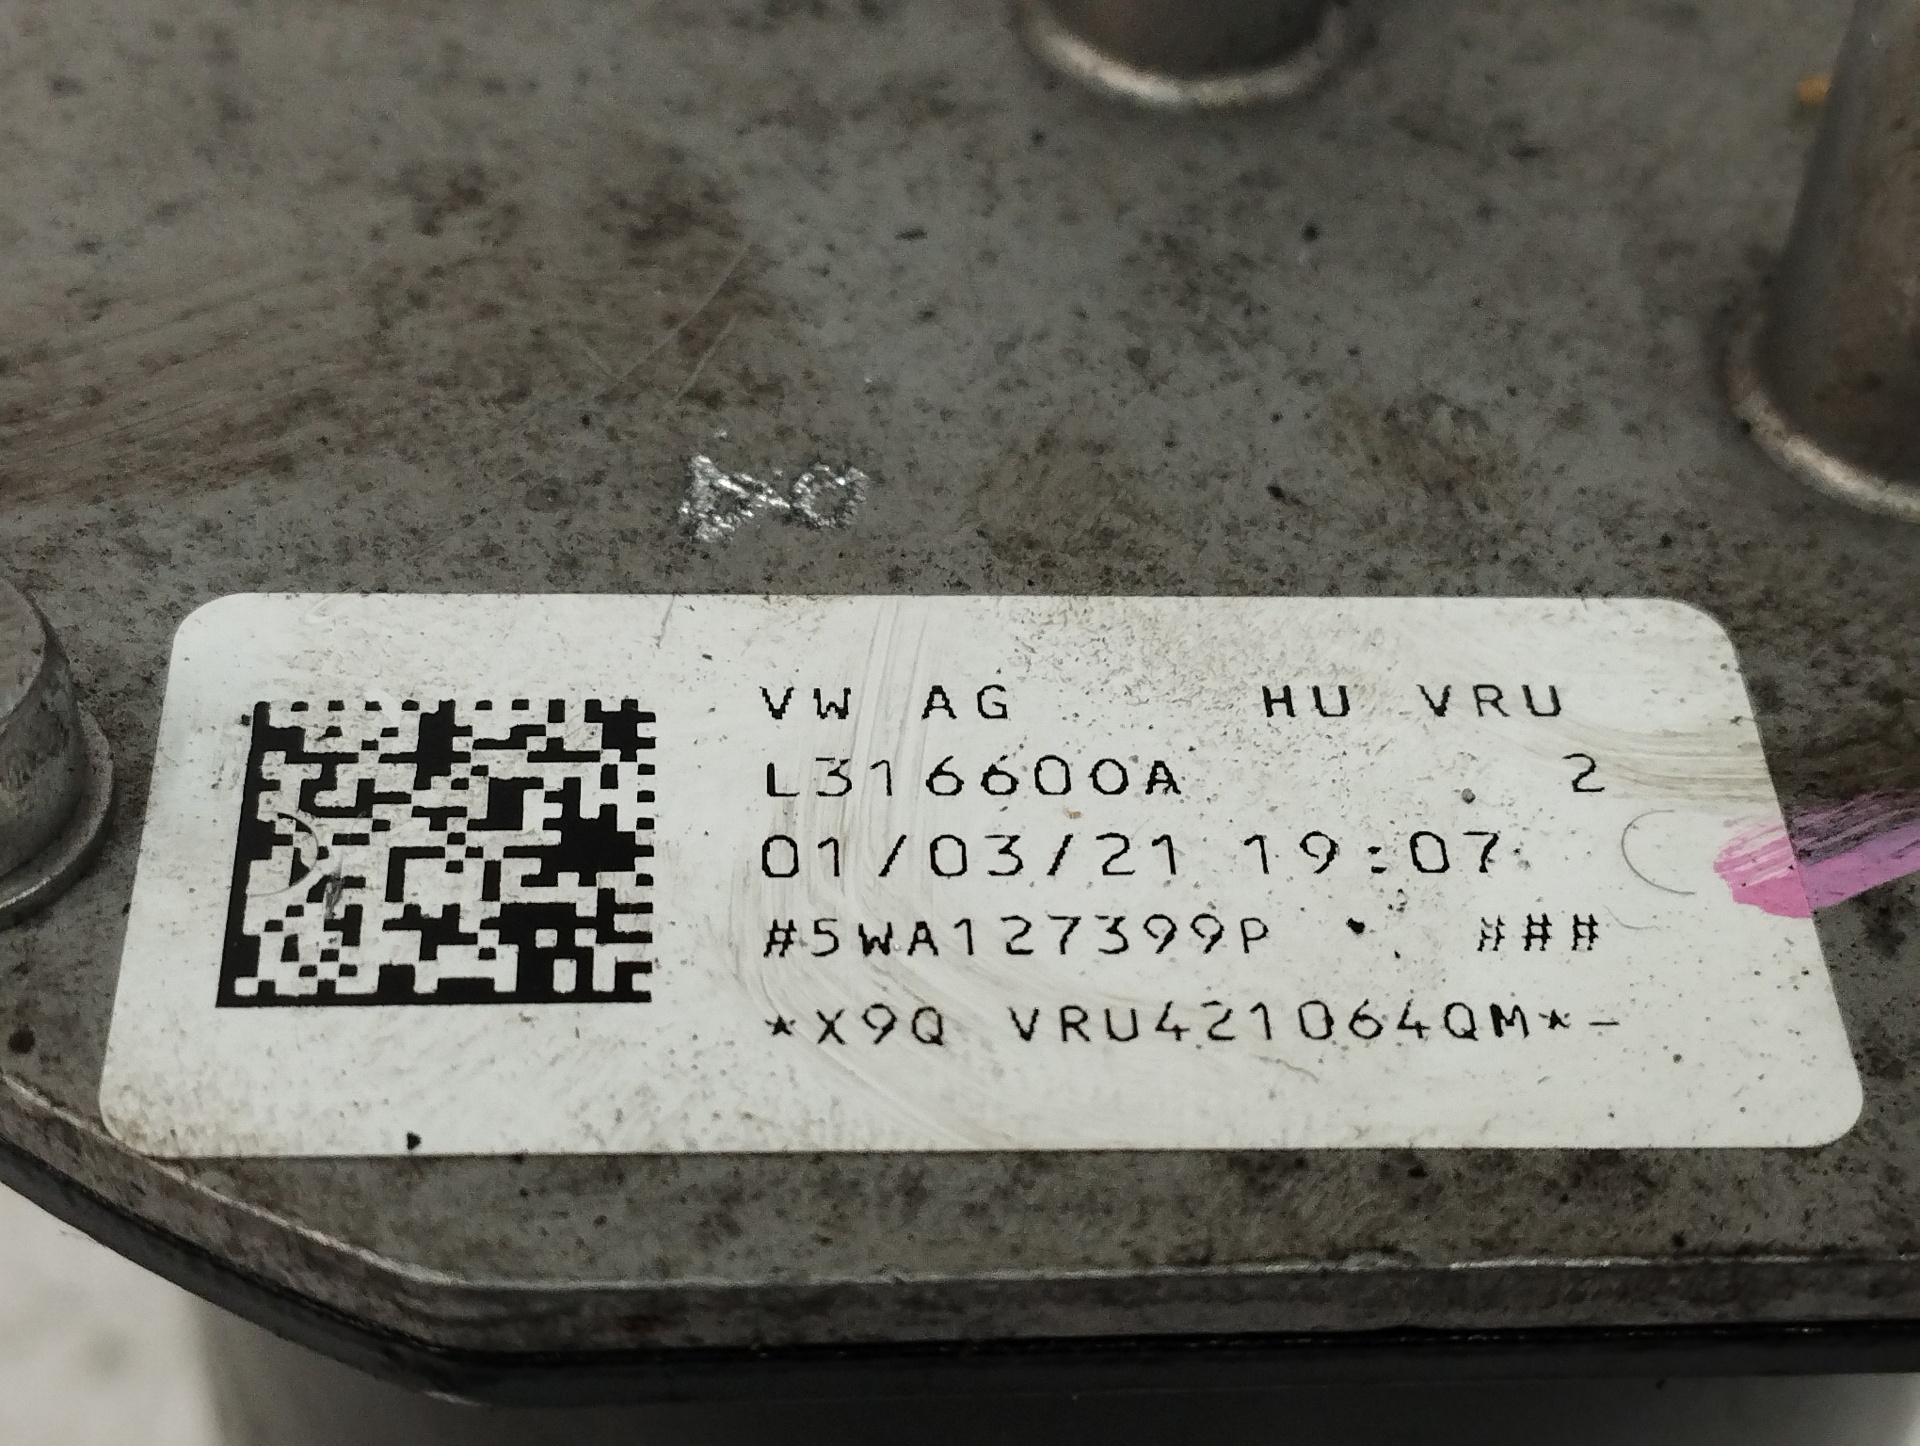 VW AG HU VRU
L316600A 2
01/03/21 19:07
#5WA127399P ###
*X9Q VRU421064QM*-